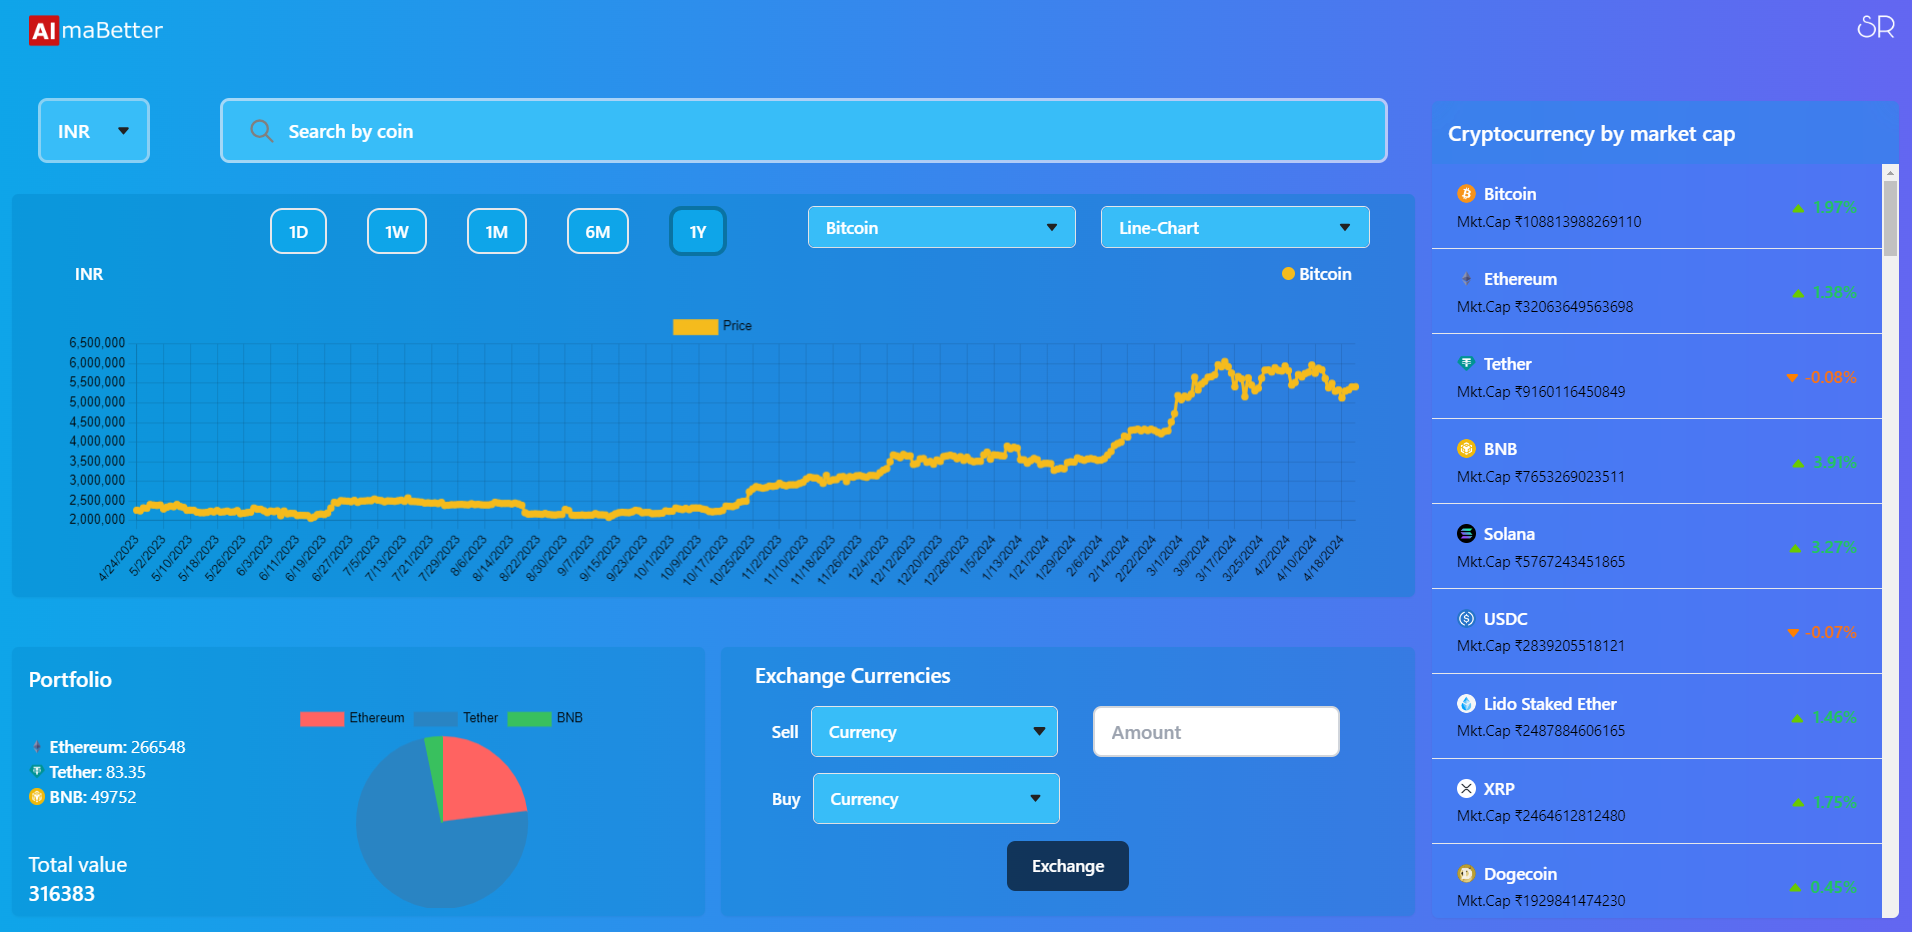 AlmaBetter
SR
INR
Search by coin
1D 1W 1M 6M 1Y Bitcoin Line-Chart
INR
Bitcoin
Price
6,500,000
6,000,000
5,500,000
5,000,000
4,500,000
4,000,000
3,500,000
3,000,000
2,500,000
2,000,000
4/24/2023 5/2/2023 5/10/2023 5/18/2023 5/26/2023 6/3/2023 6/11/2023 6/19/2023 6/27/2023 7/5/2023 7/13/2023 7/21/2023 7/29/2023 8/6/2023 8/14/2023 8/22/2023 8/30/2023 9/7/2023 9/15/2023 9/23/2023 10/1/2023 10/9/2023 10/17/2023 10/25/2023 11/2/2023 11/10/2023 11/18/2023 11/26/2023 12/4/2023 12/12/2023 12/20/2023 12/28/2023 1/5/2024 1/13/2024 1/21/2024 1/29/2024 2/6/2024 2/14/2024 2/22/2024 3/1/2024 3/9/2024 3/17/2024 3/25/2024 4/2/2024 4/10/2024 4/18/2024
Portfolio
Ethereum: 266548
Tether: 83.35
BNB: 49752
Total value
316383
Ethereum Tether BNB
Exchange Currencies
Sell Currency Amount
Buy Currency
Exchange
Cryptocurrency by market cap
Bitcoin
Mkt.Cap ₹108813988269110
1.97%
Ethereum
Mkt.Cap ₹32063649563698
1.38%
Tether
Mkt.Cap ₹9160116450849
-0.08%
BNB
Mkt.Cap ₹7653269023511
3.91%
Solana
Mkt.Cap ₹5767243451865
3.27%
USDC
Mkt.Cap ₹2839205518121
-0.07%
Lido Staked Ether
Mkt.Cap ₹2487884606165
1.46%
XRP
Mkt.Cap ₹2464612812480
1.75%
Dogecoin
Mkt.Cap ₹1929841474230
0.45%